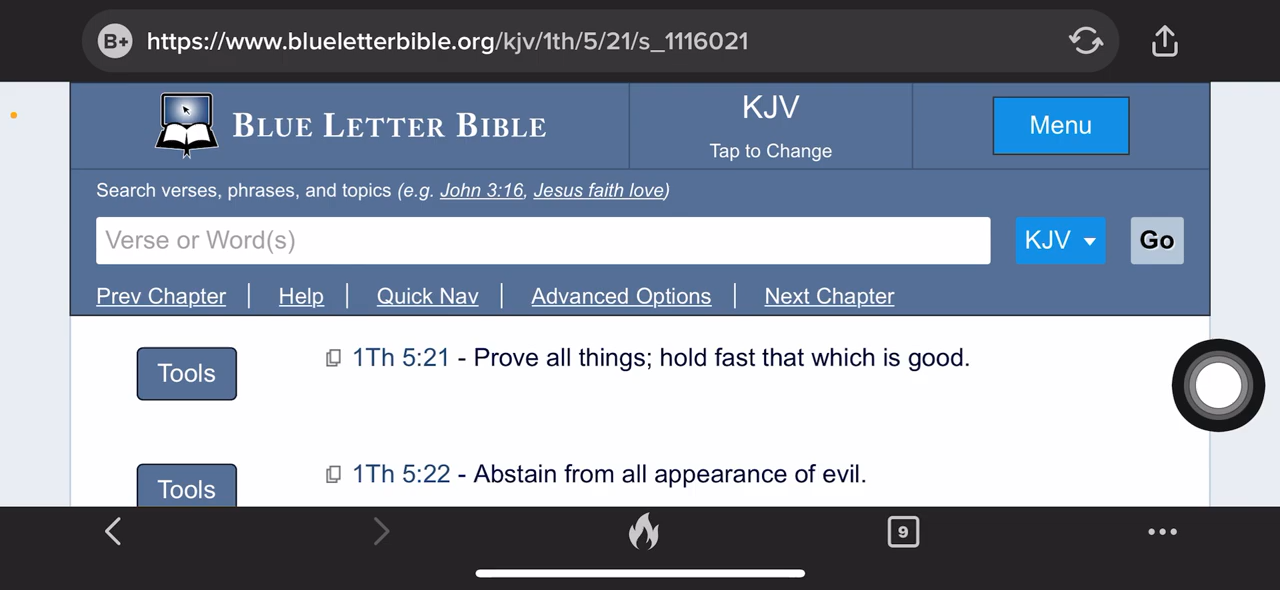 B+ https://www.blueletterbible.org/kjv/1th/5/21/s_1116021
BLUE LETTER BIBLE
KJV
Tap to Change
Menu
Search verses, phrases, and topics (e.g. John 3:16, Jesus faith love)
Verse or Word(s)
KJV
Go
Prev Chapter | Help | Quick Nav | Advanced Options | Next Chapter
Tools
1Th 5:21 - Prove all things; hold fast that which is good.
Tools
1Th 5:22 - Abstain from all appearance of evil.
9